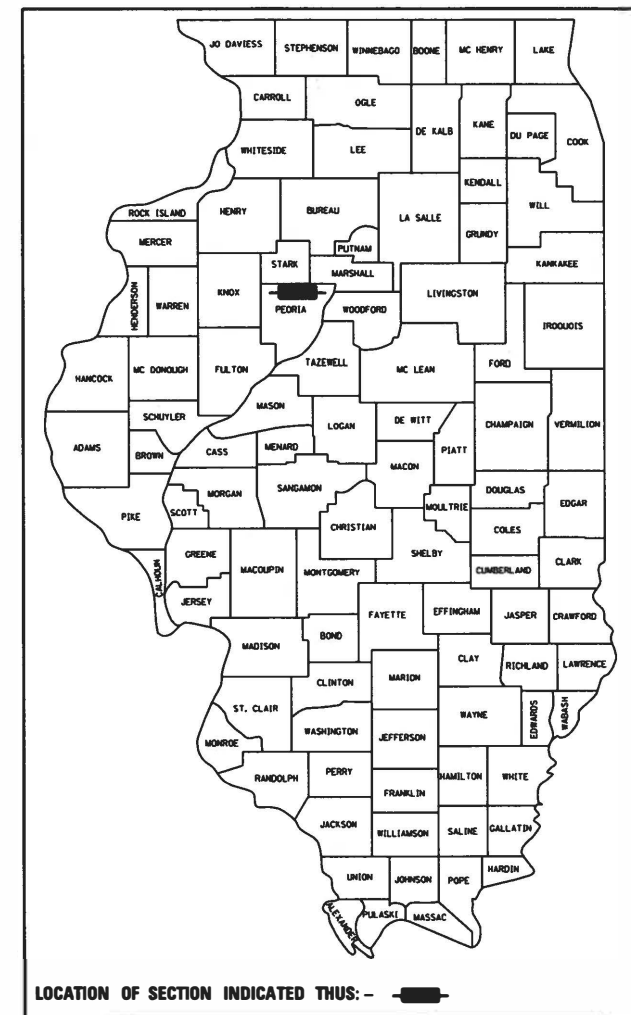 JO DAVIESS STEPHENSON WINNEBAGO BOONE MC HENRY LAKE
CARROLL OGLE
DE KALB KANE DU PAGE COOK
WHITESIDE LEE
KENDALL WILL
ROCK ISLAND HENRY BUREAU LA SALLE
PUTNAM GRUNDY
MERCER
STARK KANKAKEE
MARSHALL
HENDERSON WARREN KNOX PEORIA WOODFORD LIVINGSTON
IROQUOIS
TAZEWELL FORD
HANCOCK MC DONOUGH FULTON MC LEAN
MASON
SCHUYLER LOGAN DE WITT CHAMPAIGN VERMILION
ADAMS BROWN CASS MENARD PIATT
MACON
MORGAN SANGAMON DOUGLAS
PIKE SCOTT MOULTRIE EDGAR
CHRISTIAN COLES
GREENE SHELBY
CALHOUN MACOUPIN MONTGOMERY CUMBERLAND CLARK
JERSEY
FAYETTE EFFINGHAM JASPER CRAWFORD
MADISON BOND
CLAY RICHLAND LAWRENCE
CLINTON MARION
ST. CLAIR WAYNE EDWARDS WABASH
WASHINGTON JEFFERSON
MONROE
RANDOLPH PERRY HAMILTON WHITE
FRANKLIN
JACKSON WILLIAMSON SALINE GALLATIN
UNION JOHNSON POPE HARDIN
ALEXANDER PULASKI MASSAC
LOCATION OF SECTION INDICATED THUS: -